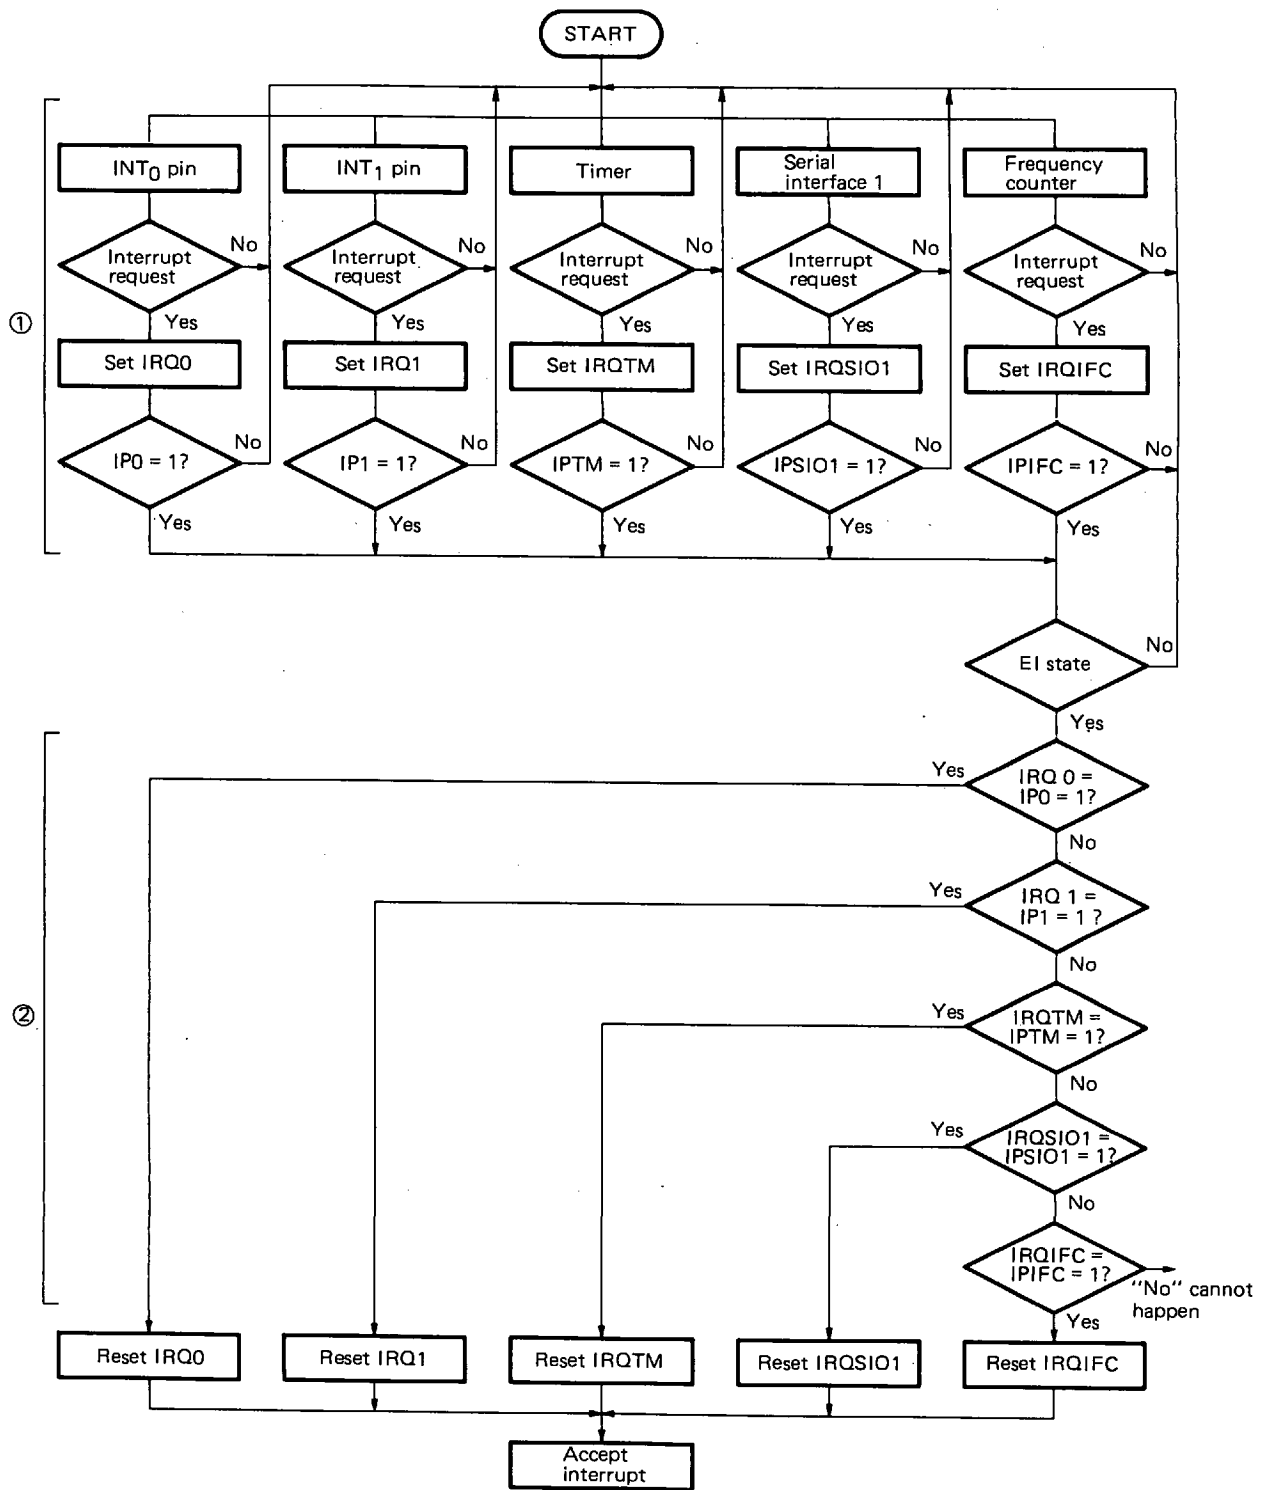 START
INT0 pin
INT1 pin
Timer
Serial
interface 1
Frequency
counter
Interrupt
request
No
Interrupt
request
No
Interrupt
request
No
Interrupt
request
No
Interrupt
request
No
①
Yes
Yes
Yes
Yes
Yes
Set IRQ0
Set IRQ1
Set IRQTM
Set IRQSIO1
Set IRQIFC
IP0 = 1?
No
IP1 = 1?
No
IPTM = 1?
No
IPSIO1 = 1?
No
IPIFC = 1?
No
Yes
Yes
Yes
Yes
Yes
EI state
No
Yes
②
Yes
IRQ 0 =
IP0 = 1?
No
Yes
IRQ 1 =
IP1 = 1 ?
No
Yes
IRQTM =
IPTM = 1?
No
Yes
IRQSIO1 =
IPSIO1 = 1?
No
IRQIFC =
IPIFC = 1?
"No" cannot
happen
Yes
Reset IRQ0
Reset IRQ1
Reset IRQTM
Reset IRQSIO1
Reset IRQIFC
Accept
interrupt